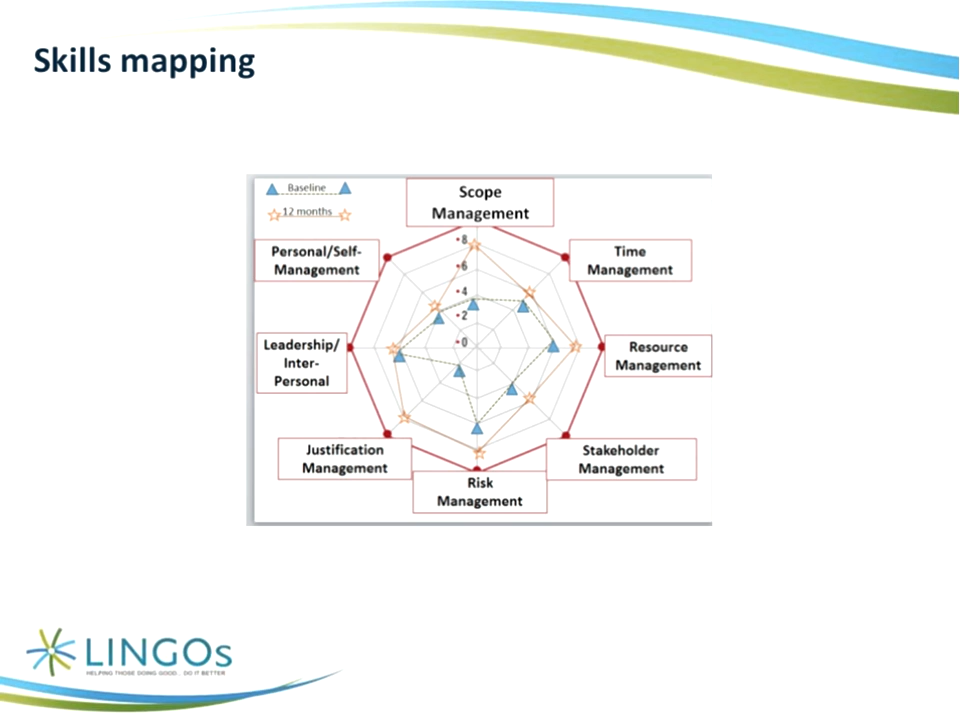 Skills mapping
Baseline
12 months
Scope
Management
Personal/Self-
Management
Time
Management
8
6
4
2
0
Leadership/
Inter-
Personal
Resource
Management
Justification
Management
Stakeholder
Management
Risk
Management
LINGOs
HELPING THOSE DOING GOOD... DO IT BETTER